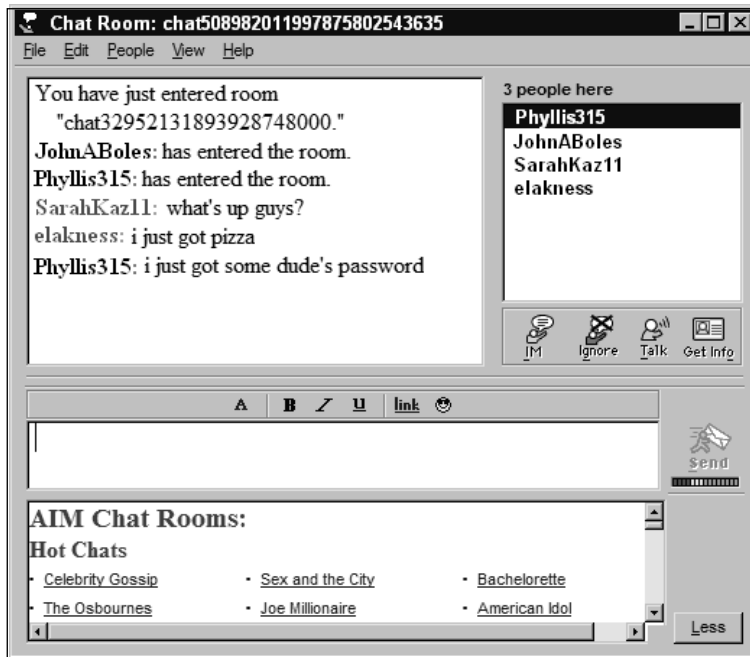 Chat Room: chat508982011997875802543635
File Edit People View Help
You have just entered room
"chat32952131893928748000."
JohnABoles: has entered the room.
Phyllis315: has entered the room.
SarahKaz11: what's up guys?
elakness: i just got pizza
Phyllis315: i just got some dude's password
3 people here
Phyllis315
JohnABoles
SarahKaz11
elakness
IM Ignore Talk Get Info
A B I U link
Send
AIM Chat Rooms:
Hot Chats
· Celebrity Gossip · Sex and the City · Bachelorette
· The Osbournes · Joe Millionaire · American Idol
Less